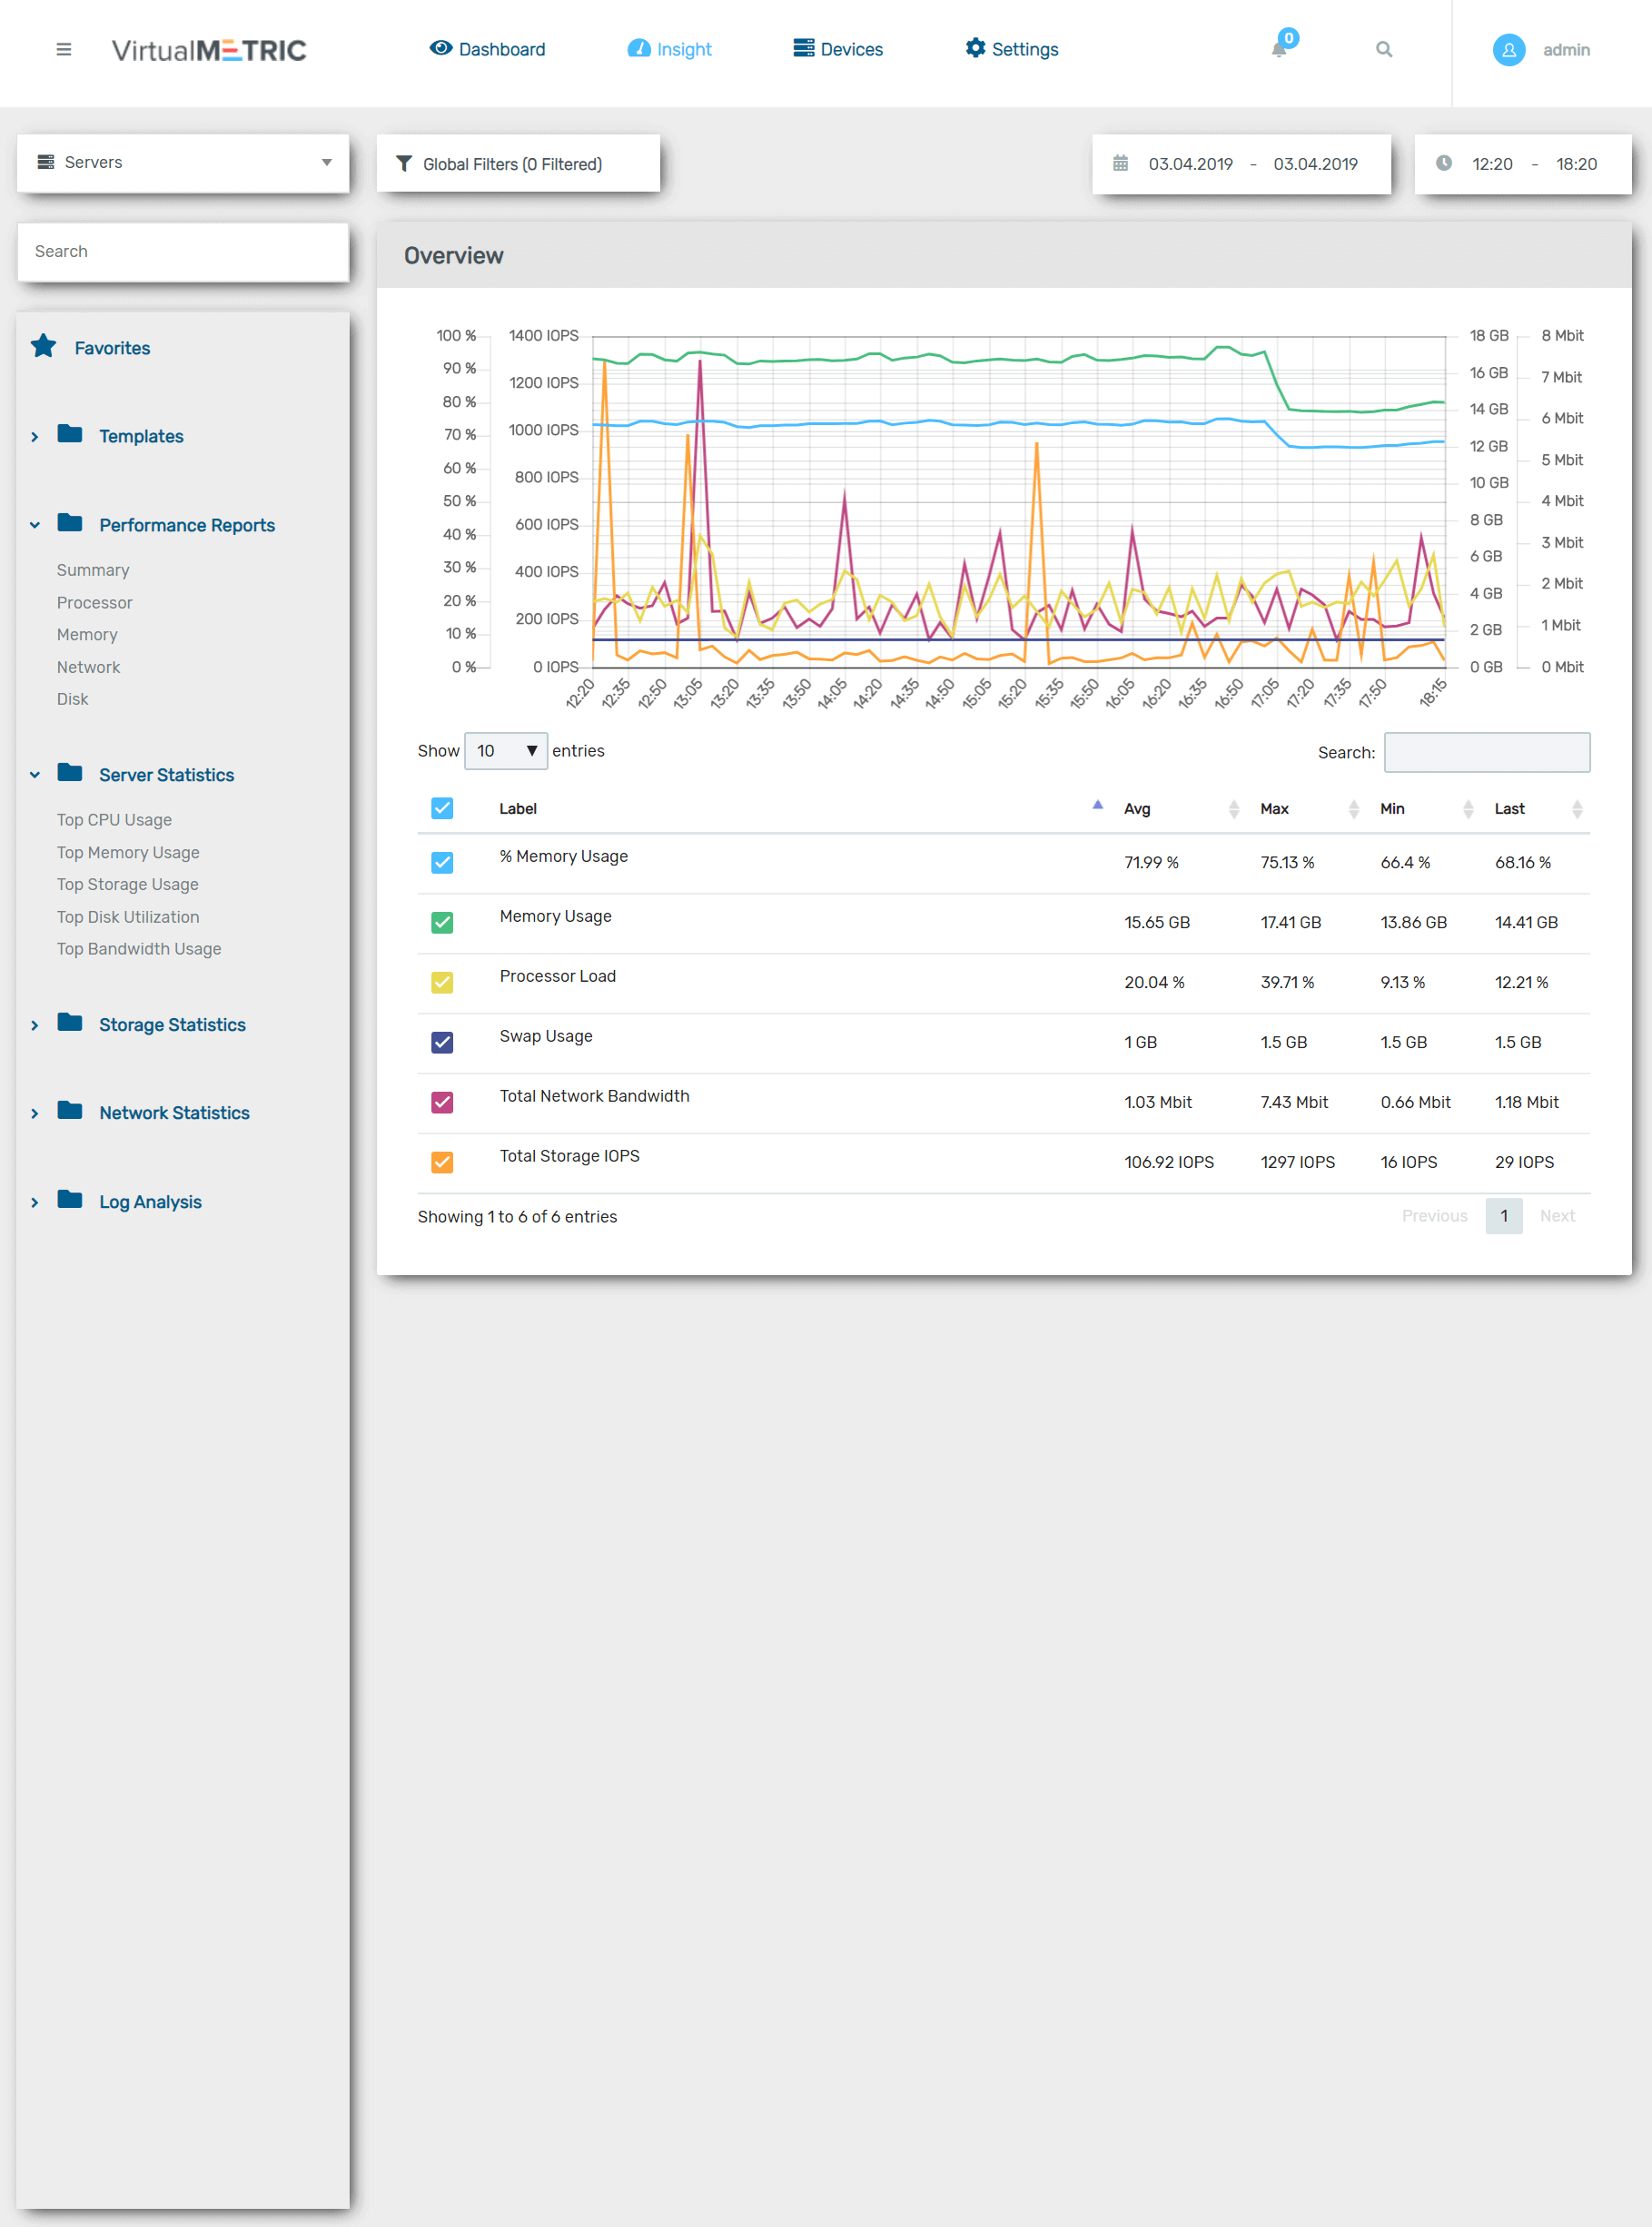 VirtualMETRIC
Dashboard
Insight
Devices
Settings
0
admin
Servers
Global Filters (0 Filtered)
03.04.2019 - 03.04.2019
12:20 - 18:20
Search
Favorites
Templates
Performance Reports
Summary
Processor
Memory
Network
Disk
Server Statistics
Top CPU Usage
Top Memory Usage
Top Storage Usage
Top Disk Utilization
Top Bandwidth Usage
Storage Statistics
Network Statistics
Log Analysis
Overview
100 %
90 %
80 %
70 %
60 %
50 %
40 %
30 %
20 %
10 %
0 %
1400 IOPS
1200 IOPS
1000 IOPS
800 IOPS
600 IOPS
400 IOPS
200 IOPS
0 IOPS
18 GB
16 GB
14 GB
12 GB
10 GB
8 GB
6 GB
4 GB
2 GB
0 GB
8 Mbit
7 Mbit
6 Mbit
5 Mbit
4 Mbit
3 Mbit
2 Mbit
1 Mbit
0 Mbit
12:20 12:35 12:50 13:05 13:20 13:35 13:50 14:05 14:20 14:35 14:50 15:05 15:20 15:35 15:50 16:05 16:20 16:35 16:50 17:05 17:20 17:35 17:50 18:15
Show 10 entries
Search:
Label Avg Max Min Last
% Memory Usage 71.99 % 75.13 % 66.4 % 68.16 %
Memory Usage 15.65 GB 17.41 GB 13.86 GB 14.41 GB
Processor Load 20.04 % 39.71 % 9.13 % 12.21 %
Swap Usage 1 GB 1.5 GB 1.5 GB 1.5 GB
Total Network Bandwidth 1.03 Mbit 7.43 Mbit 0.66 Mbit 1.18 Mbit
Total Storage IOPS 106.92 IOPS 1297 IOPS 16 IOPS 29 IOPS
Showing 1 to 6 of 6 entries
Previous 1 Next